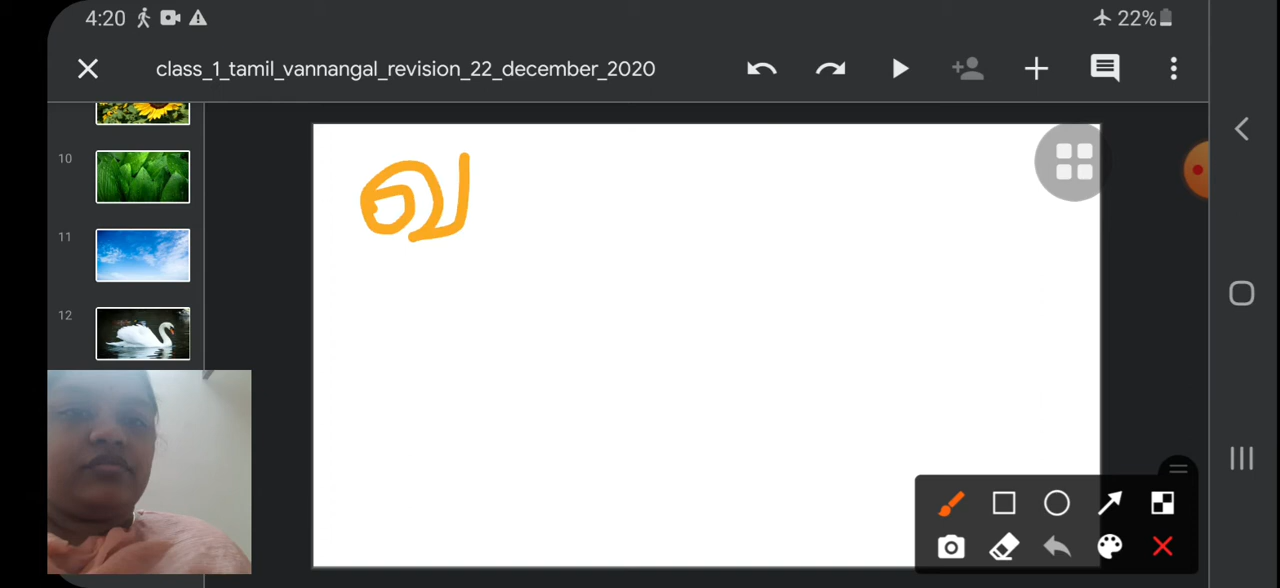 4:20 22%
class_1_tamil_vannangal_revision_22_december_2020
10
11
12
வ